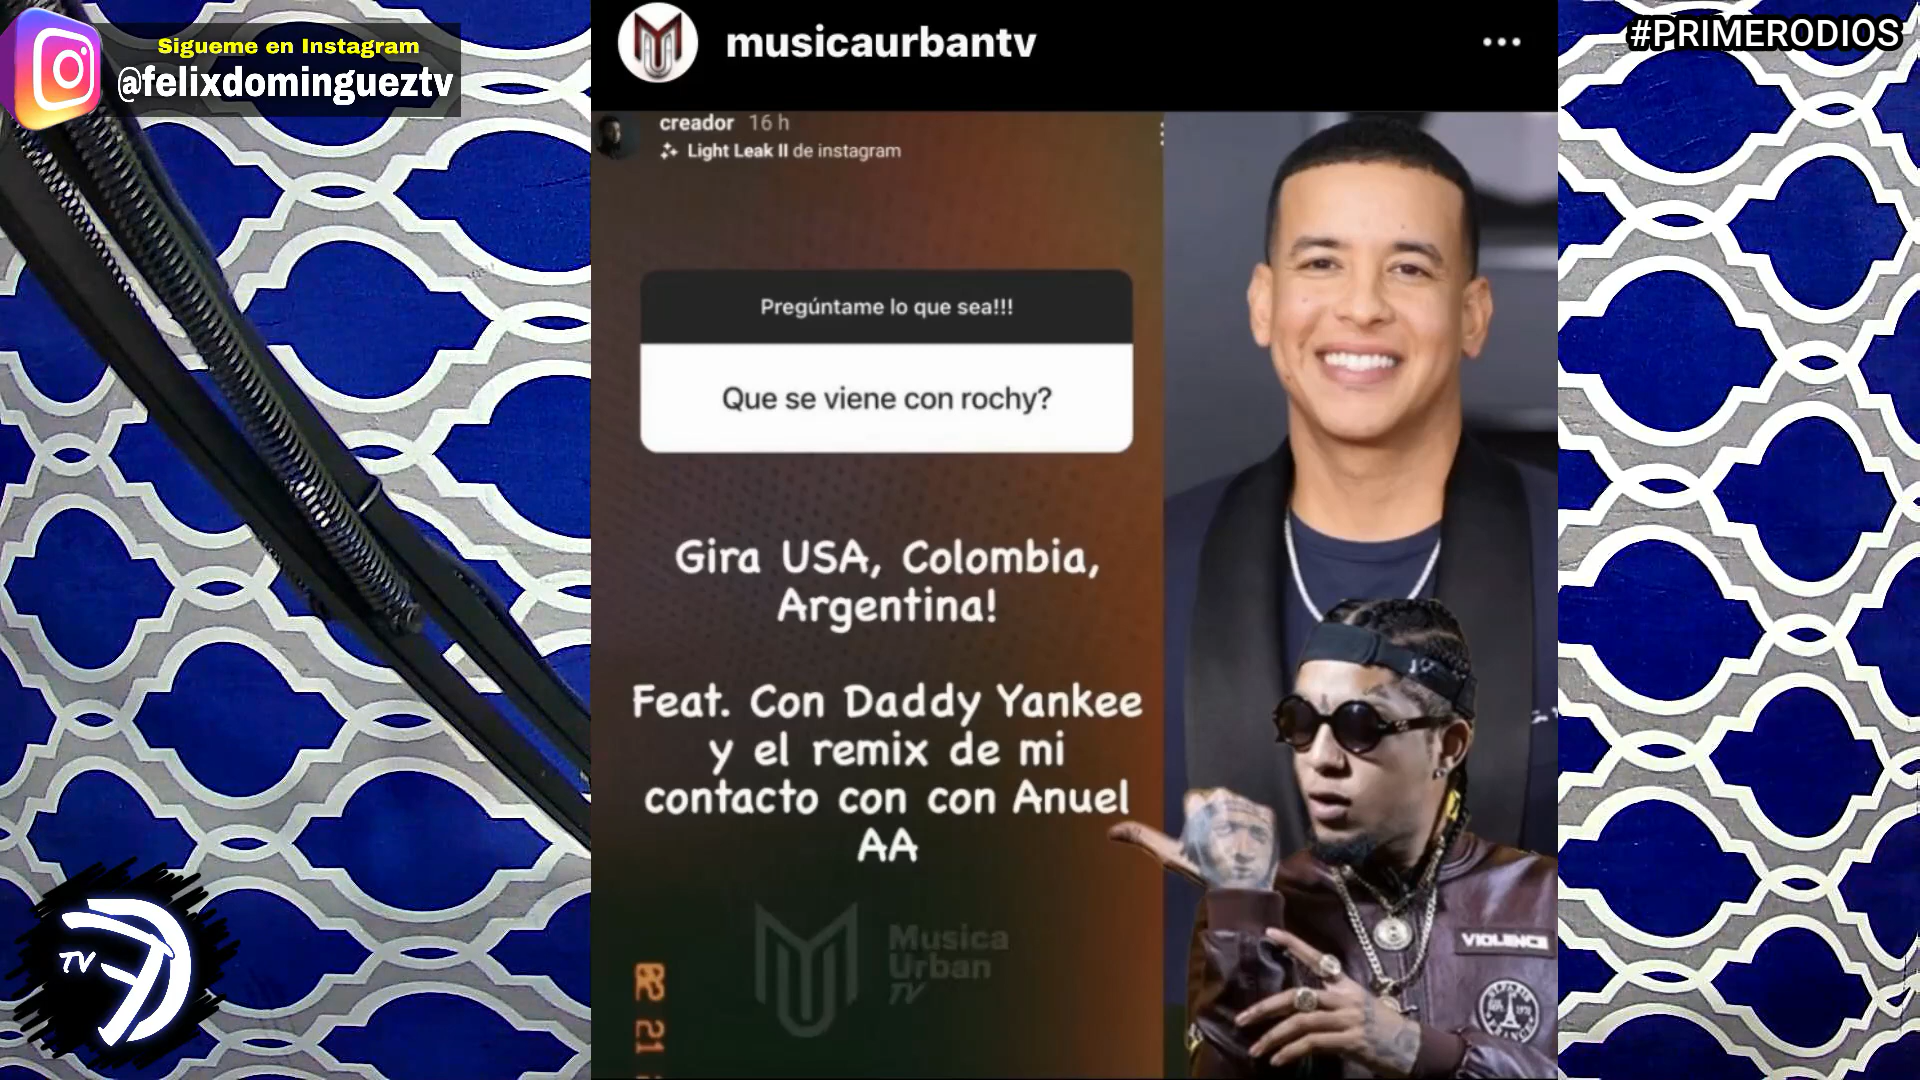 Sigueme en Instagram
@felixdomingueztv
musicaurbantv
#PRIMERODIOS
creador 16 h
Light Leak II de instagram
Pregúntame lo que sea!!!
Que se viene con rochy?
Gira USA, Colombia,
Argentina!
Feat. Con Daddy Yankee
y el remix de mi
contacto con con Anuel
AA
Musica
Urban
TV
VIOLENCE
TV